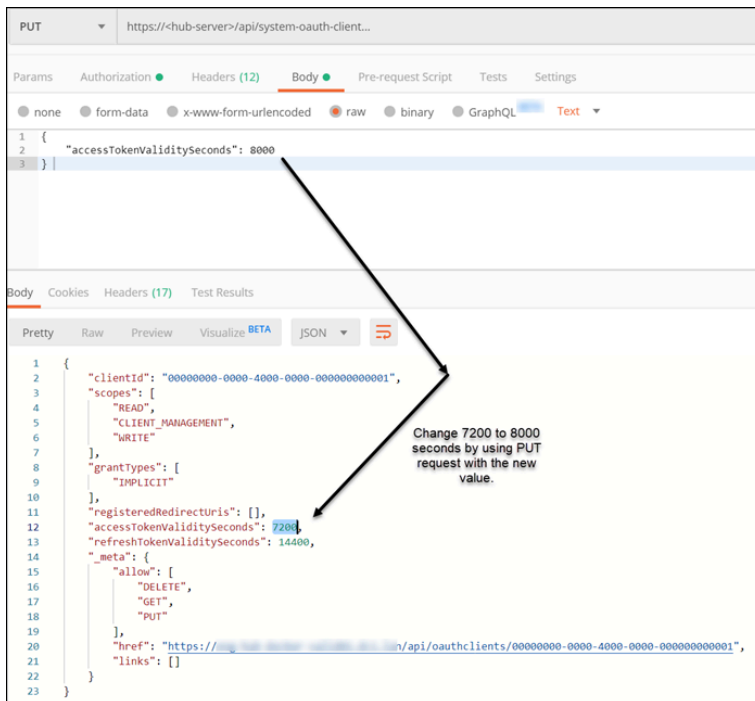 PUT https://<hub-server>/api/system-oauth-client...
Params Authorization Headers (12) Body Pre-request Script Tests Settings
none form-data x-www-form-urlencoded raw binary GraphQL Text
1 {
2 "accessTokenValiditySeconds": 8000
3 }
Body Cookies Headers (17) Test Results
Pretty Raw Preview Visualize BETA JSON
1 {
2 "clientId": "00000000-0000-4000-0000-000000000001",
3 "scopes": [
4 "READ",
5 "CLIENT_MANAGEMENT",
6 "WRITE"
7 ],
8 "grantTypes": [
9 "IMPLICIT"
10 ],
11 "registeredRedirectUris": [],
12 "accessTokenValiditySeconds": 7200,
13 "refreshTokenValiditySeconds": 14400,
14 "_meta": {
15 "allow": [
16 "DELETE",
17 "GET",
18 "PUT"
19 ],
20 "href": "https:// n/api/oauthclients/00000000-0000-4000-0000-000000000001",
21 "links": []
22 }
23 }
Change 7200 to 8000
seconds by using PUT
request with the new
value.